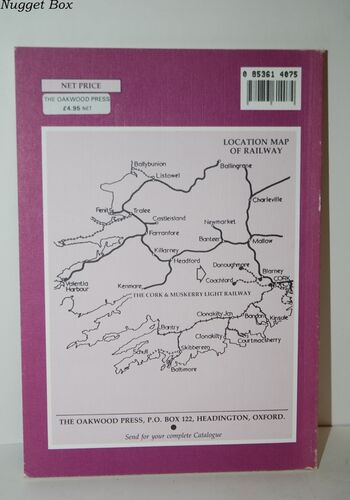 Nugget Box
NET PRICE
THE OAKWOOD PRESS
£4.95 NET
0 85361 4075
LOCATION MAP
OF RAILWAY
Ballybunion
Listowel
Ballingrane
Charleville
Fenit
Tralee
Castleisland
Newmarket
Farranfore
Banteer
Mallow
Killarney
Headford
Donoughmore
Blarney
Coachford
CORK
Valentia
Harbour
Kenmare
THE CORK & MUSKERRY LIGHT RAILWAY
Clonakilty Jcn
Bandon
Kinsale
Bantry
Clonakilty
Courtmacsherry
Schull
Skibbereen
Baltimore
THE OAKWOOD PRESS, P.O. BOX 122, HEADINGTON, OXFORD.
Send for your complete Catalogue